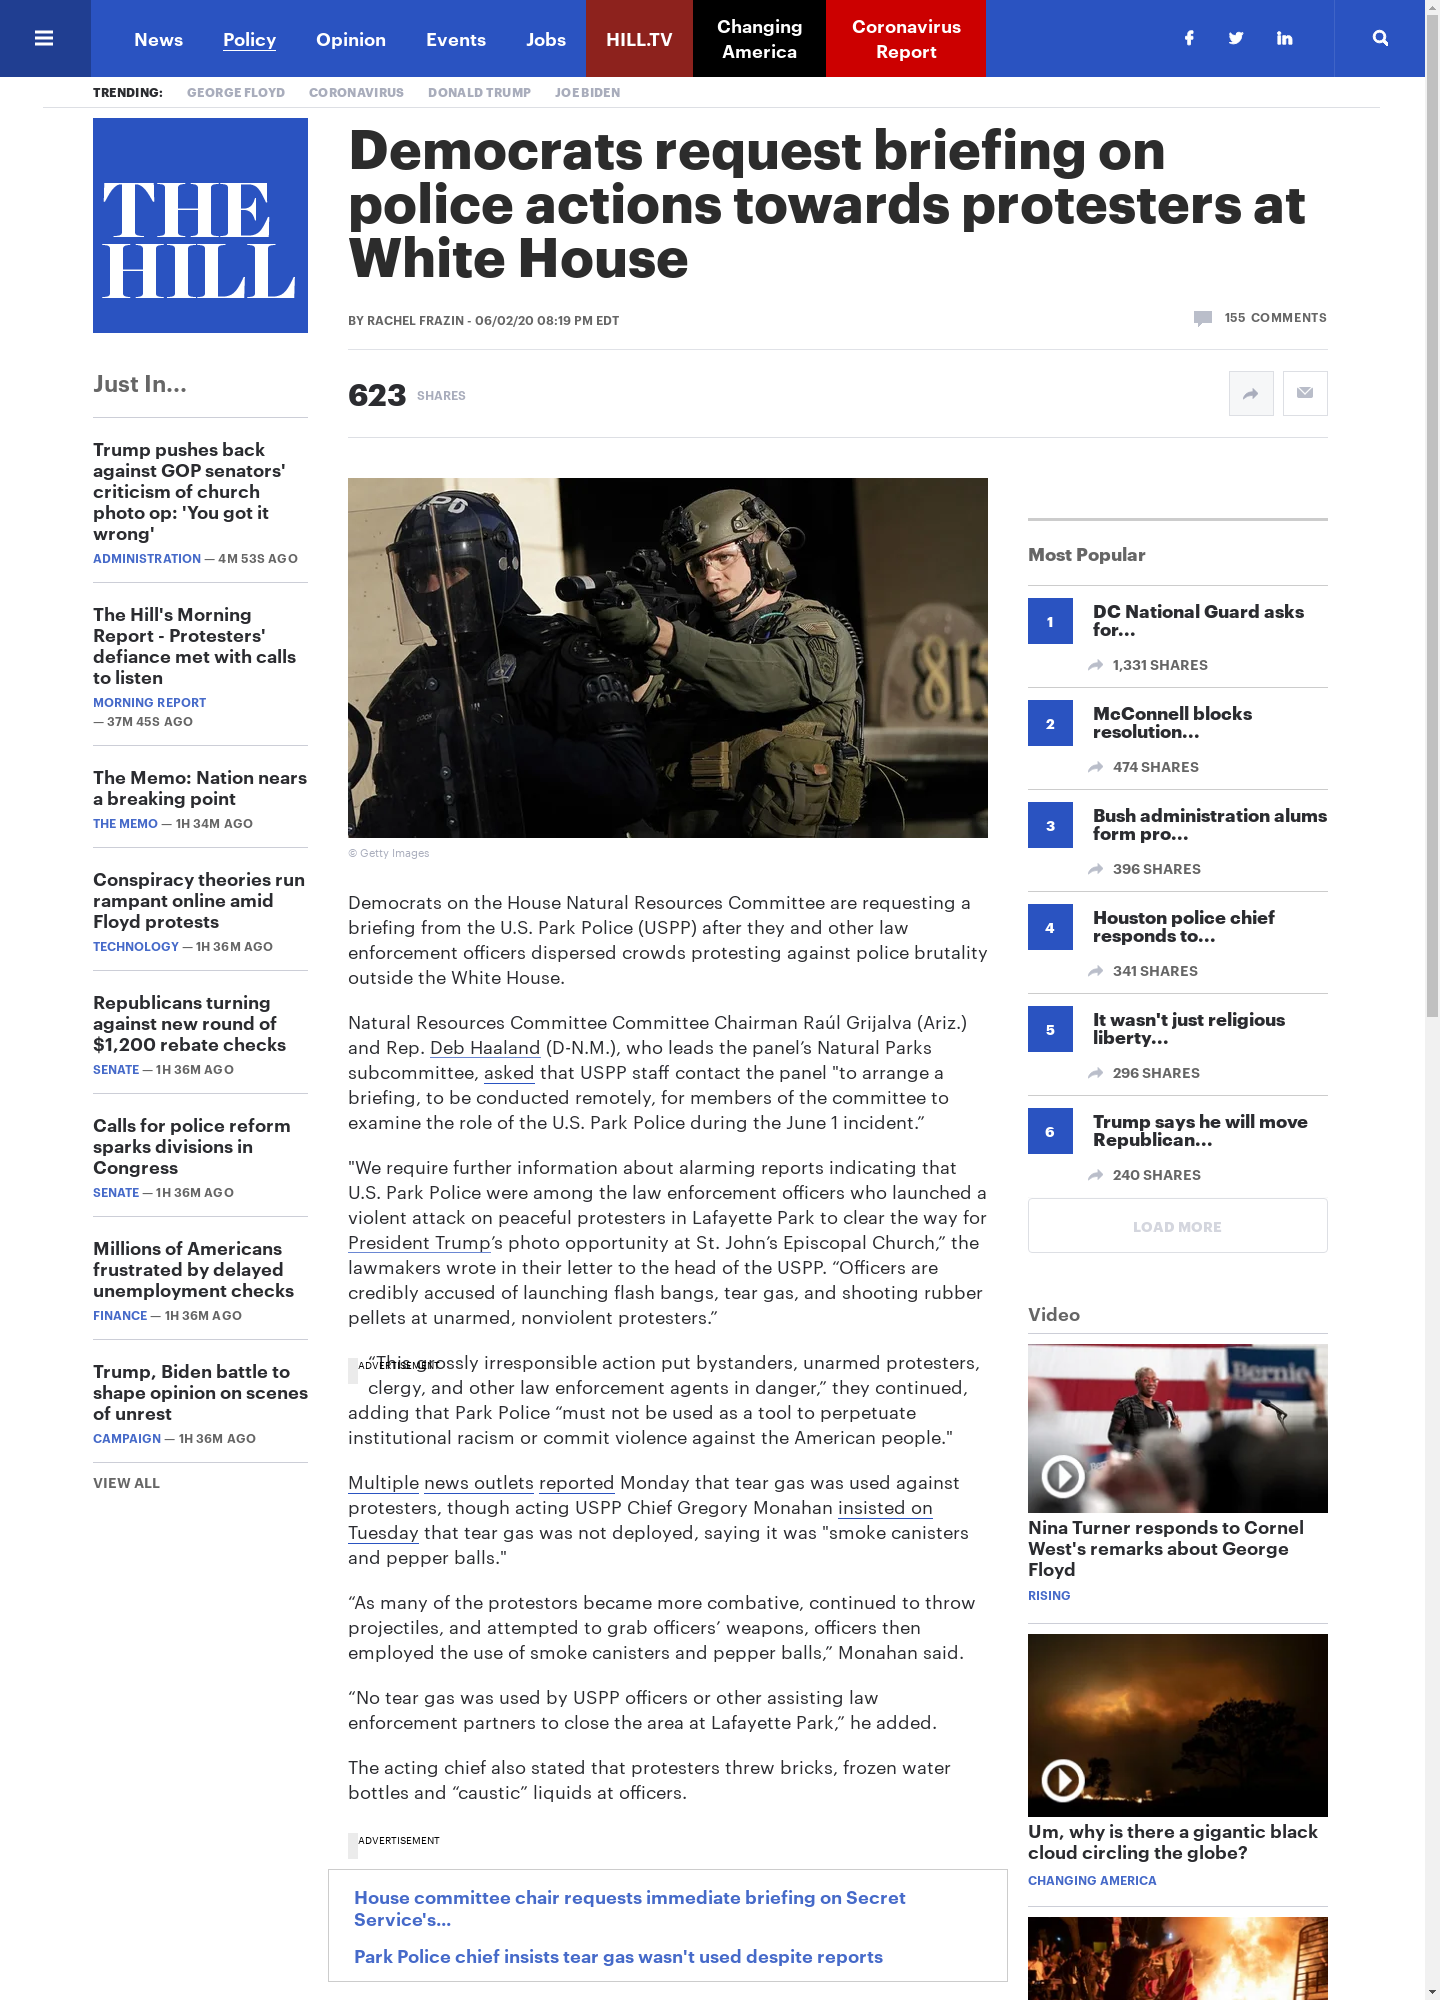 News
Policy
Opinion
Events
Jobs
HILL.TV
Changing
America
Coronavirus
Report
TRENDING:
GEORGE FLOYD
CORONAVIRUS
DONALD TRUMP
JOE BIDEN
THE
HILL
Democrats request briefing on
police actions towards protesters at
White House
BY RACHEL FRAZIN - 06/02/20 08:19 PM EDT
155 COMMENTS
623 SHARES
Just In...
Trump pushes back
against GOP senators'
criticism of church
photo op: 'You got it
wrong'
ADMINISTRATION — 4M 53S AGO
The Hill's Morning
Report - Protesters'
defiance met with calls
to listen
MORNING REPORT
— 37M 45S AGO
The Memo: Nation nears
a breaking point
THE MEMO — 1H 34M AGO
Conspiracy theories run
rampant online amid
Floyd protests
TECHNOLOGY — 1H 36M AGO
Republicans turning
against new round of
$1,200 rebate checks
SENATE — 1H 36M AGO
Calls for police reform
sparks divisions in
Congress
SENATE — 1H 36M AGO
Millions of Americans
frustrated by delayed
unemployment checks
FINANCE — 1H 36M AGO
Trump, Biden battle to
shape opinion on scenes
of unrest
CAMPAIGN — 1H 36M AGO
VIEW ALL
© Getty Images
Democrats on the House Natural Resources Committee are requesting a
briefing from the U.S. Park Police (USPP) after they and other law
enforcement officers dispersed crowds protesting against police brutality
outside the White House.
Natural Resources Committee Committee Chairman Raúl Grijalva (Ariz.)
and Rep. Deb Haaland (D-N.M.), who leads the panel’s Natural Parks
subcommittee, asked that USPP staff contact the panel "to arrange a
briefing, to be conducted remotely, for members of the committee to
examine the role of the U.S. Park Police during the June 1 incident.”
"We require further information about alarming reports indicating that
U.S. Park Police were among the law enforcement officers who launched a
violent attack on peaceful protesters in Lafayette Park to clear the way for
President Trump’s photo opportunity at St. John’s Episcopal Church,” the
lawmakers wrote in their letter to the head of the USPP. “Officers are
credibly accused of launching flash bangs, tear gas, and shooting rubber
pellets at unarmed, nonviolent protesters.”
ADVERTISEMENT
“This grossly irresponsible action put bystanders, unarmed protesters,
clergy, and other law enforcement agents in danger,” they continued,
adding that Park Police “must not be used as a tool to perpetuate
institutional racism or commit violence against the American people."
Multiple news outlets reported Monday that tear gas was used against
protesters, though acting USPP Chief Gregory Monahan insisted on
Tuesday that tear gas was not deployed, saying it was "smoke canisters
and pepper balls."
“As many of the protestors became more combative, continued to throw
projectiles, and attempted to grab officers’ weapons, officers then
employed the use of smoke canisters and pepper balls,” Monahan said.
“No tear gas was used by USPP officers or other assisting law
enforcement partners to close the area at Lafayette Park,” he added.
The acting chief also stated that protesters threw bricks, frozen water
bottles and “caustic” liquids at officers.
ADVERTISEMENT
House committee chair requests immediate briefing on Secret
Service's...
Park Police chief insists tear gas wasn't used despite reports
Most Popular
1
DC National Guard asks
for...
1,331 SHARES
2
McConnell blocks
resolution...
474 SHARES
3
Bush administration alums
form pro...
396 SHARES
4
Houston police chief
responds to...
341 SHARES
5
It wasn't just religious
liberty...
296 SHARES
6
Trump says he will move
Republican...
240 SHARES
LOAD MORE
Video
Bernie
Nina Turner responds to Cornel
West's remarks about George
Floyd
RISING
Um, why is there a gigantic black
cloud circling the globe?
CHANGING AMERICA